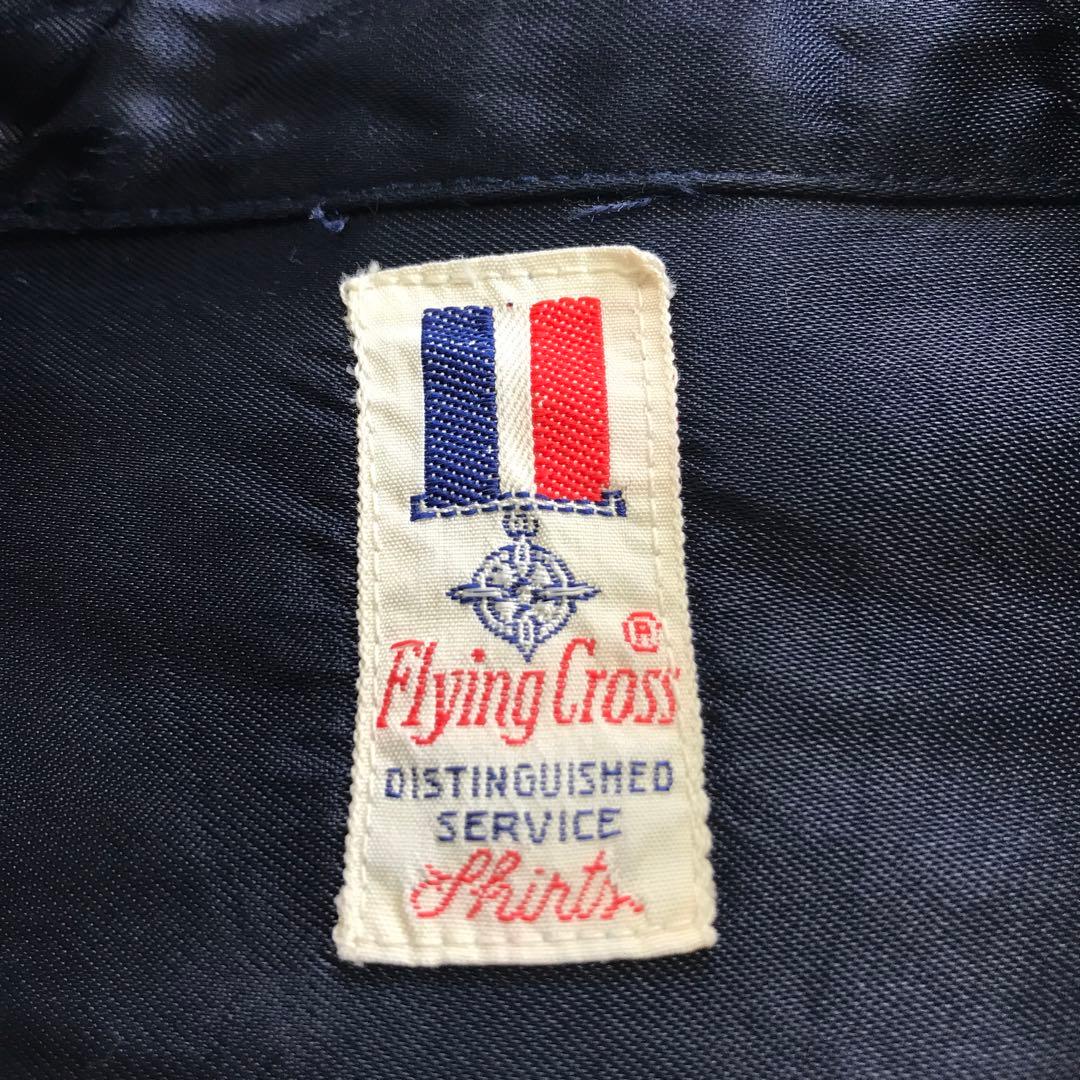 Flying Cross ®
DISTINGUISHED
SERVICE
Shirts